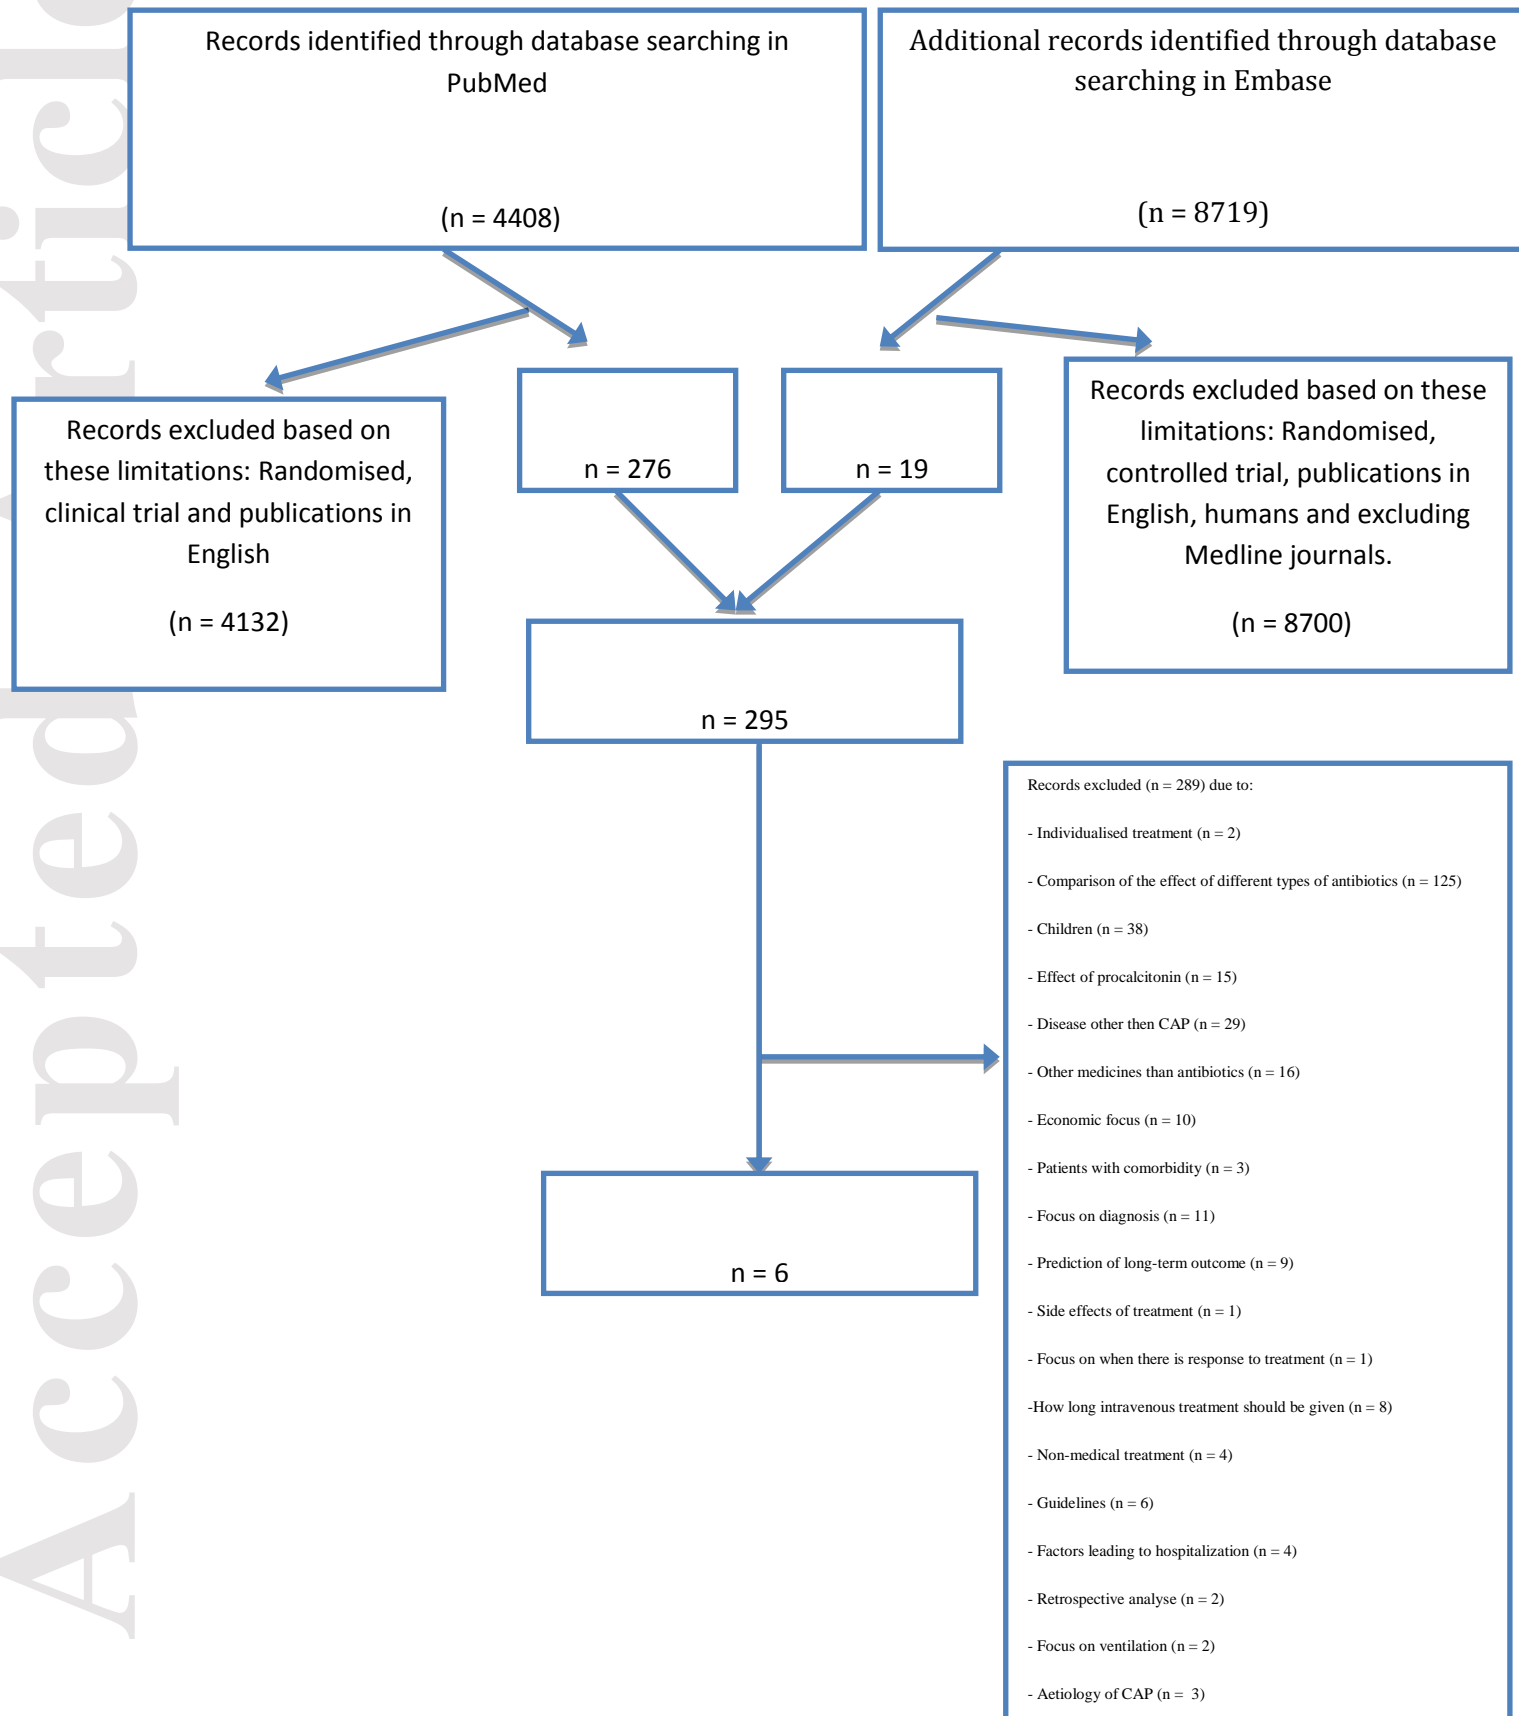 Records identified through database searching in
PubMed
(n = 4408)
Additional records identified through database
searching in Embase
(n = 8719)
Records excluded based on
these limitations: Randomised,
clinical trial and publications in
English
(n = 4132)
n = 276
n = 19
Records excluded based on these
limitations: Randomised,
controlled trial, publications in
English, humans and excluding
Medline journals.
(n = 8700)
n = 295
Records excluded (n = 289) due to:
- Individualised treatment (n = 2)
- Comparison of the effect of different types of antibiotics (n = 125)
- Children (n = 38)
- Effect of procalcitonin (n = 15)
- Disease other then CAP (n = 29)
- Other medicines than antibiotics (n = 16)
- Economic focus (n = 10)
- Patients with comorbidity (n = 3)
- Focus on diagnosis (n = 11)
- Prediction of long-term outcome (n = 9)
- Side effects of treatment (n = 1)
- Focus on when there is response to treatment (n = 1)
-How long intravenous treatment should be given (n = 8)
- Non-medical treatment (n = 4)
- Guidelines (n = 6)
- Factors leading to hospitalization (n = 4)
- Retrospective analyse (n = 2)
- Focus on ventilation (n = 2)
- Aetiology of CAP (n =  3)
n = 6
Accepted Articl